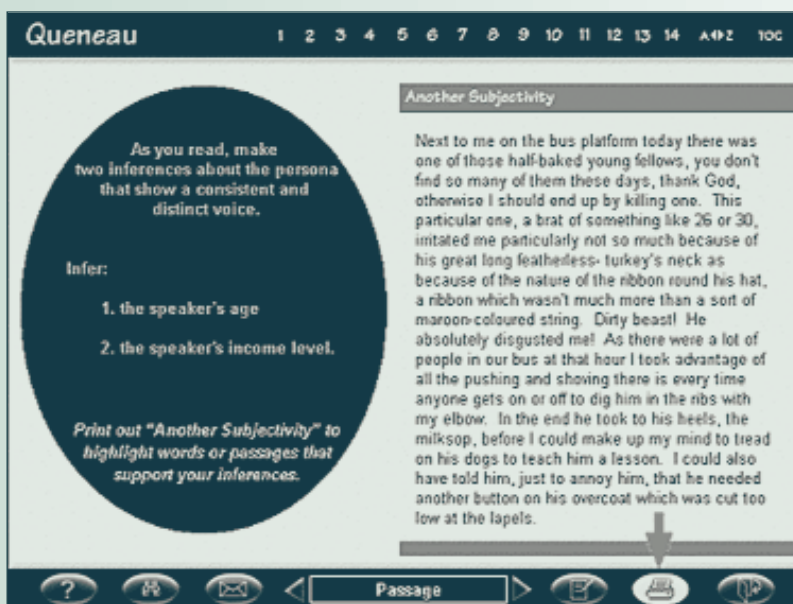 Queneau
1 2 3 4 5 6 7 8 9 10 11 12 13 14 A◆Z TOC
As you read, make
two inferences about the persona
that show a consistent and
distinct voice.
Infer:
1. the speaker's age
2. the speaker's income level.
Print out "Another Subjectivity" to
highlight words or passages that
support your inferences.
Another Subjectivity
Next to me on the bus platform today there was
one of those half-baked young fellows, you don't
find so many of them these days, thank God,
otherwise I should end up by killing one. This
particular one, a brat of something like 26 or 30,
irritated me particularly not so much because of
his great long featherless- turkey's neck as
because of the nature of the ribbon round his hat,
a ribbon which wasn't much more than a sort of
maroon-coloured string. Dirty beast! He
absolutely disgusted me! As there were a lot of
people in our bus at that hour I took advantage of
all the pushing and shoving there is every time
anyone gets on or off to dig him in the ribs with
my elbow. In the end he took to his heels, the
milksop, before I could make up my mind to tread
on his dogs to teach him a lesson. I could also
have told him, just to annoy him, that he needed
another button on his overcoat which was cut too
low at the lapels.
?
Passage